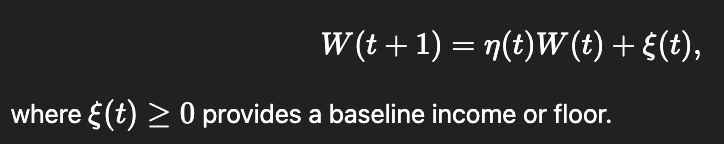 W(t + 1) = η(t)W(t) + ξ(t),
where ξ(t) ≥ 0 provides a baseline income or floor.